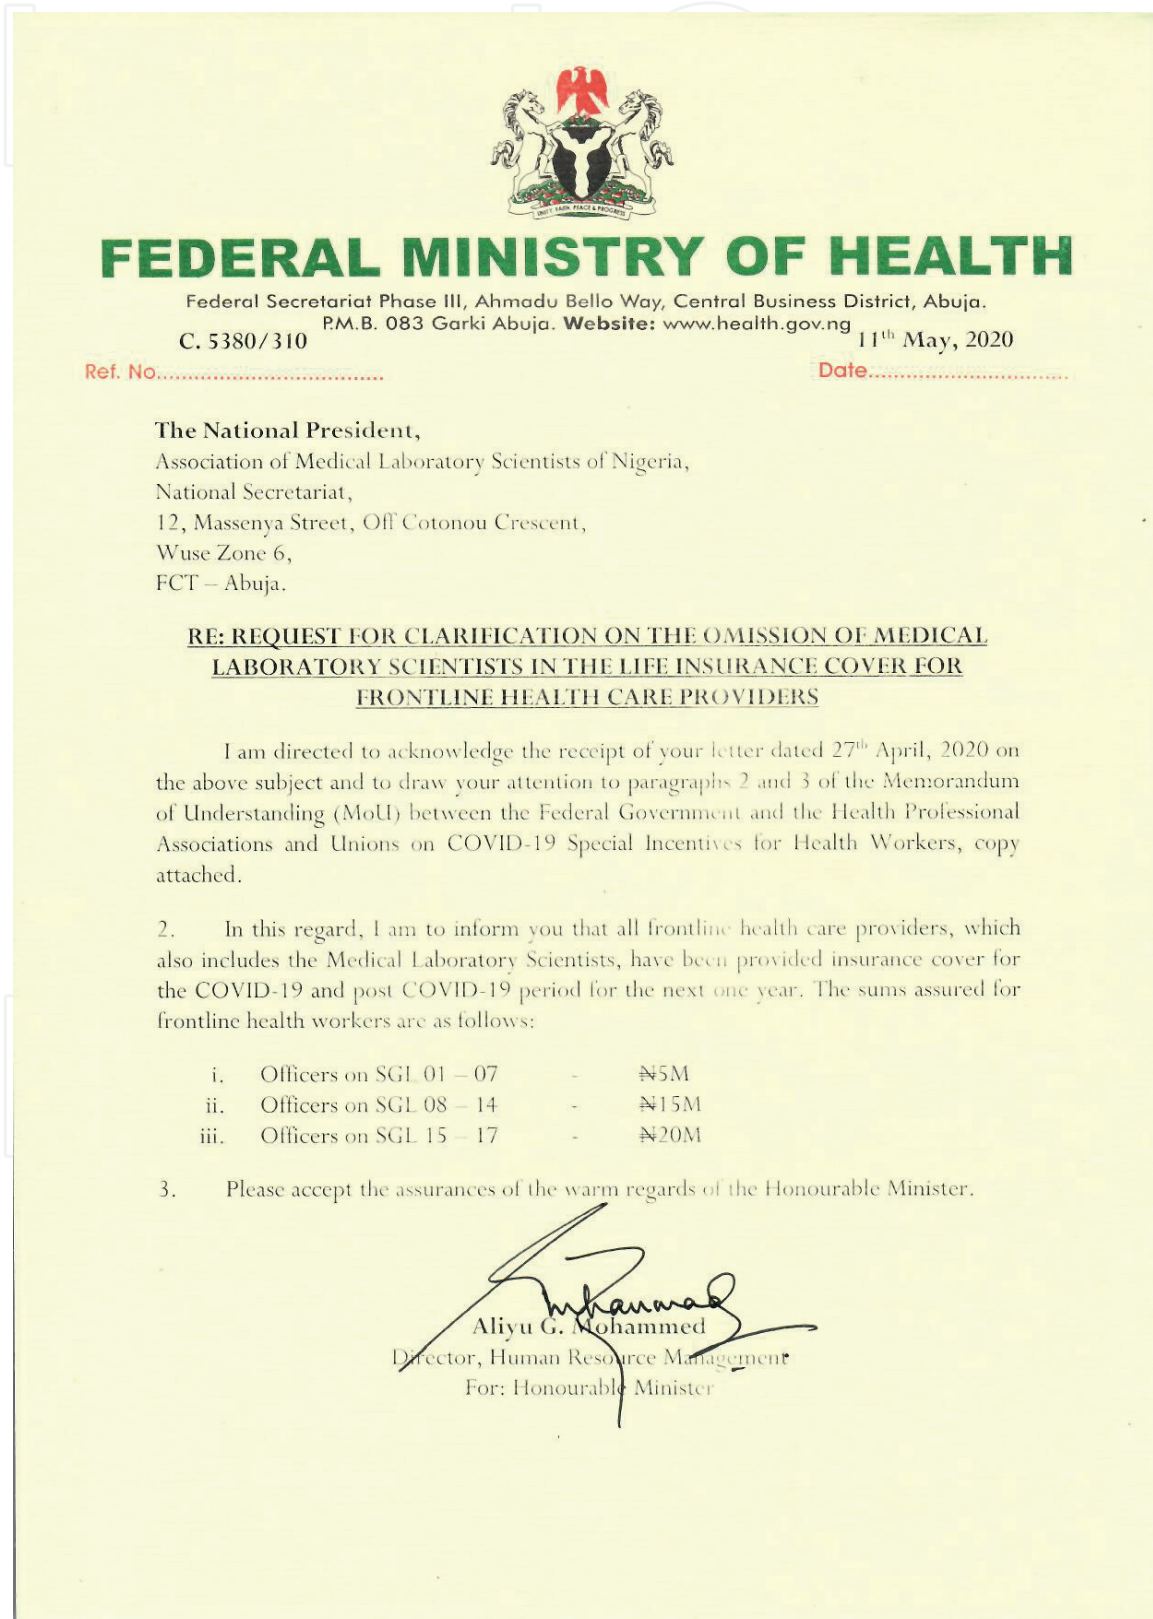 UNITY, FAITH, PEACE & PROGRESS
FEDERAL MINISTRY OF HEALTH
Federal Secretariat Phase III, Ahmadu Bello Way, Central Business District, Abuja.
P.M.B. 083 Garki Abuja. Website: www.health.gov.ng
C. 5380/310
11th May, 2020
Ref. No....................................
Date................................
The National President,
Association of Medical Laboratory Scientists of Nigeria,
National Secretariat,
12, Massenya Street, Off Cotonou Crescent,
Wuse Zone 6,
FCT – Abuja.
RE: REQUEST FOR CLARIFICATION ON THE OMISSION OF MEDICAL
LABORATORY SCIENTISTS IN THE LIFE INSURANCE COVER FOR
FRONTLINE HEALTH CARE PROVIDERS
I am directed to acknowledge the receipt of your letter dated 27th April, 2020 on
the above subject and to draw your attention to paragraphs 2 and 3 of the Memorandum
of Understanding (MoU) between the Federal Government and the Health Professional
Associations and Unions on COVID-19 Special Incentives for Health Workers, copy
attached.
2. In this regard, I am to inform you that all frontline health care providers, which
also includes the Medical Laboratory Scientists, have been provided insurance cover for
the COVID-19 and post COVID-19 period for the next one year. The sums assured for
frontline health workers are as follows:
i. Officers on SGL 01 – 07 - ₦5M
ii. Officers on SGL 08 – 14 - ₦15M
iii. Officers on SGL 15 – 17 - ₦20M
3. Please accept the assurances of the warm regards of the Honourable Minister.
Aliyu G. Mohammed
Director, Human Resource Management
For: Honourable Minister